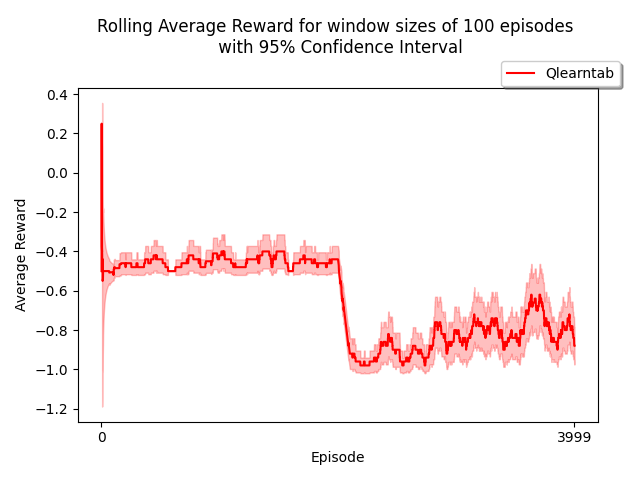 Rolling Average Reward for window sizes of 100 episodes
with 95% Confidence Interval
Qlearntab
0.4
0.2
0.0
−0.2
−0.4
−0.6
−0.8
−1.0
−1.2
Average Reward
0
3999
Episode